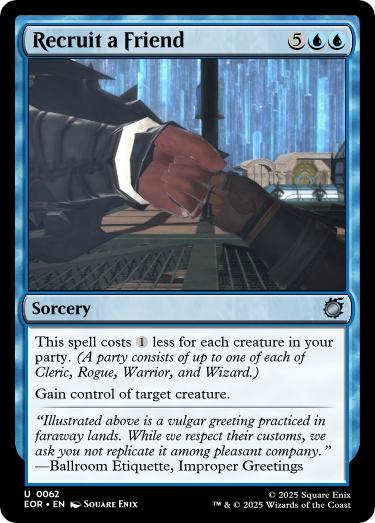 Recruit a Friend 5
Sorcery
This spell costs 1 less for each creature in your
party. (A party consists of up to one of each of
Cleric, Rogue, Warrior, and Wizard.)
Gain control of target creature.
“Illustrated above is a vulgar greeting practiced in
faraway lands. While we respect their customs, we
ask you not replicate it among pleasant company.”
—Ballroom Etiquette, Improper Greetings
U 0062
EOR • EN SQUARE ENIX
© 2025 Square Enix
™ & © 2025 Wizards of the Coast